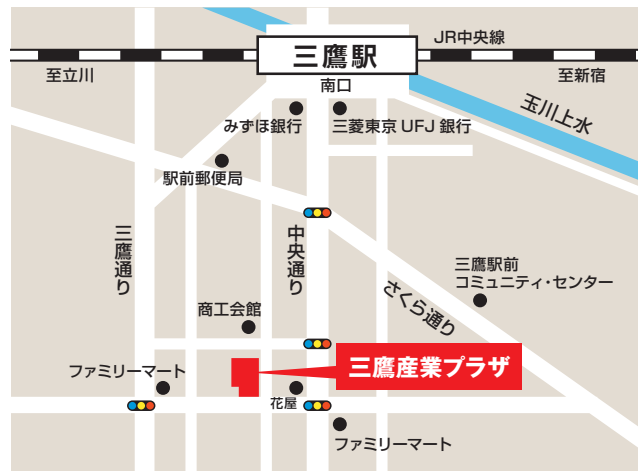 JR中央線
三鷹駅
至立川
至新宿
南口
みずほ銀行
三菱東京UFJ銀行
玉川上水
駅前郵便局
三鷹通り
中央通り
さくら通り
三鷹駅前
コミュニティ・センター
商工会館
三鷹産業プラザ
ファミリーマート
花屋
ファミリーマート